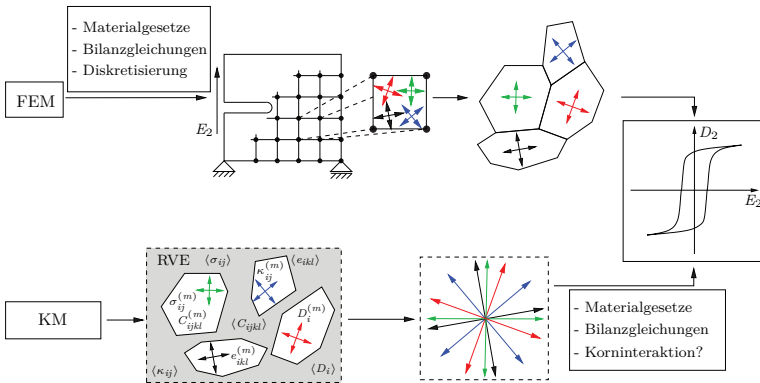 - Materialgesetze
- Bilanzgleichungen
- Diskretisierung
FEM
E₂
D₂
E₂
RVE
⟨σᵢⱼ⟩
⟨eᵢₖₗ⟩
κᵢⱼ⁽ᵐ⁾
σᵢⱼ⁽ᵐ⁾
Cᵢⱼₖₗ⁽ᵐ⁾
Dᵢ⁽ᵐ⁾
⟨Cᵢⱼₖₗ⟩
KM
eᵢₖₗ⁽ᵐ⁾
⟨κᵢⱼ⟩
⟨Dᵢ⟩
- Materialgesetze
- Bilanzgleichungen
- Korninteraktion?